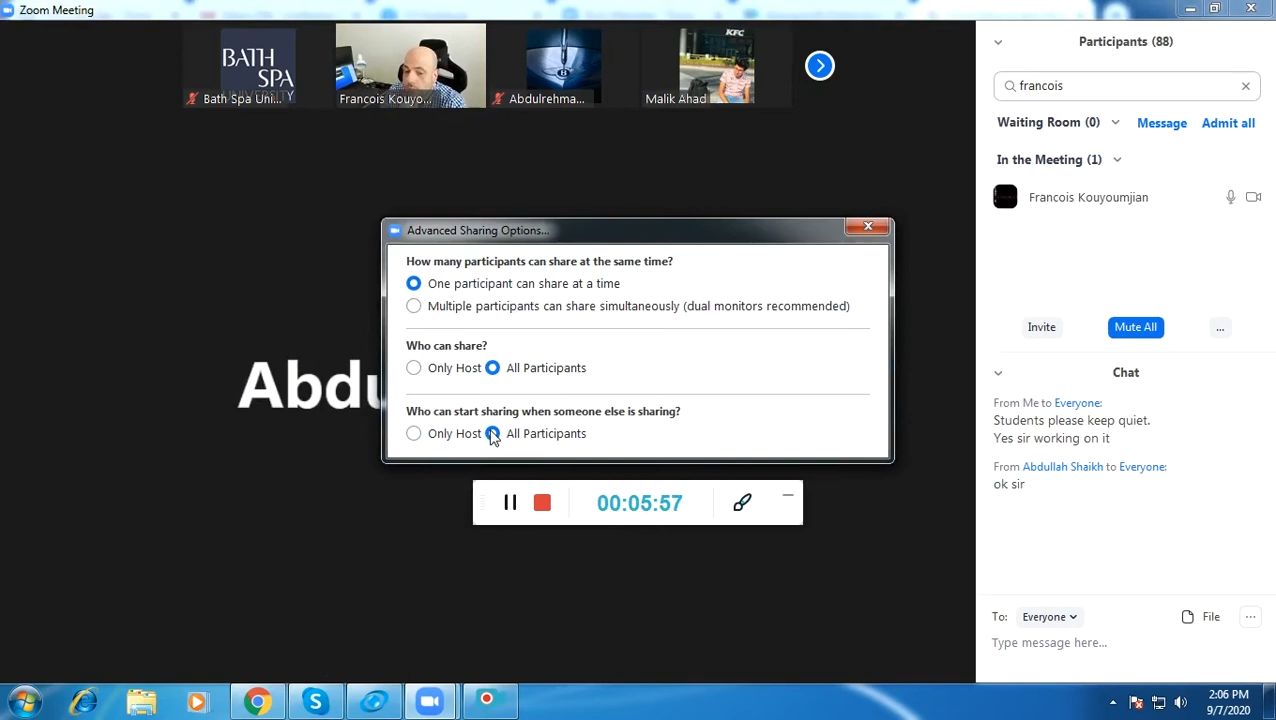 Zoom Meeting
BATH
SPA
UNIVERSITY
Bath Spa Uni...
Francois Kouyo...
Abdulrehma...
KFC
Malik Ahad
Abdu
Advanced Sharing Options...
How many participants can share at the same time?
One participant can share at a time
Multiple participants can share simultaneously (dual monitors recommended)
Who can share?
Only Host
All Participants
Who can start sharing when someone else is sharing?
Only Host
All Participants
00:05:57
Participants (88)
francois
Waiting Room (0)
Message
Admit all
In the Meeting (1)
Francois Kouyoumjian
Invite
Mute All
...
Chat
From Me to Everyone:
Students please keep quiet.
Yes sir working on it
From Abdullah Shaikh to Everyone:
ok sir
To: Everyone
File
...
Type message here...
2:06 PM
9/7/2020